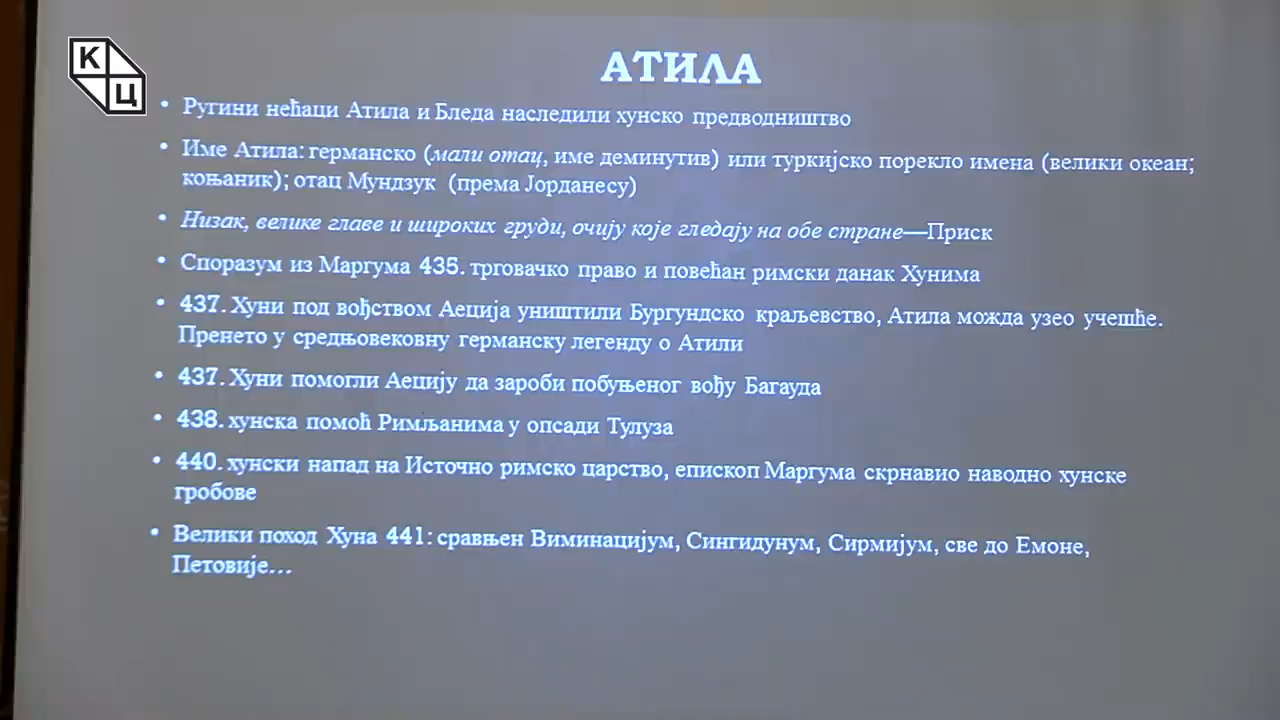 К
Ц
АТИЛА
• Ругини нећаци Атила и Бледа наследили хунско предводништво
• Име Атила: германско (мали отац, име деминутив) или туркијско порекло имена (велики океан;
коњаник); отац Мундзук (према Јорданесу)
• Низак, велике главе и широких груди, очију које гледају на обе стране—Приск
• Споразум из Маргума 435. трговачко право и повећан римски данак Хунима
• 437. Хуни под вођством Аеција уништили Бургундско краљевство, Атила можда узео учешће.
Пренето у средњовековну германску легенду о Атили
• 437. Хуни помогли Аецију да зароби побуњеног вођу Багауда
• 438. хунска помоћ Римљанима у опсади Тулуза
• 440. хунски напад на Источно римско царство, епископ Маргума скрнавио наводно хунске
гробове
• Велики поход Хуна 441: сравњен Виминацијум, Сингидунум, Сирмијум, све до Емоне,
Петовије...